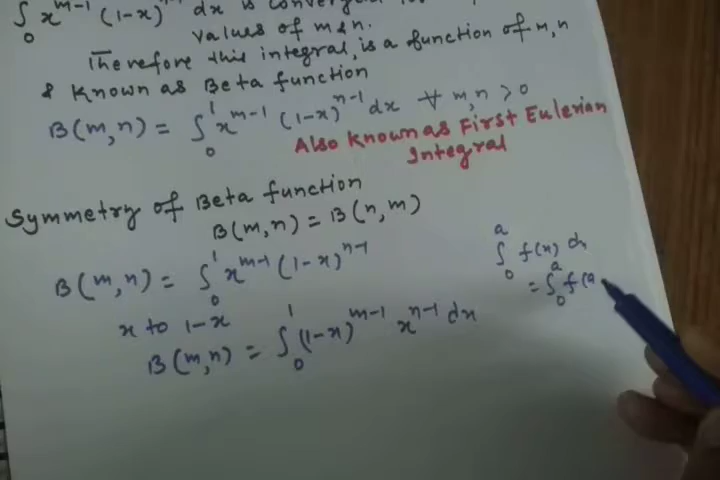 ∫₀ x^(m-1) (1-x) dx is
values of m & n.
Therefore this integral, is a function of m, n
& Known as Beta function
B(m,n) = ∫₀¹ x^(m-1) (1-x)^(n-1) dx ∀ m,n > 0
Also Known as First Eulerian
Integral
Symmetry of Beta function
B(m,n) = B(n,m)
B(m,n) = ∫₀¹ x^(m-1) (1-x)^(n-1)
x to 1-x
B(m,n) = ∫₀¹ (1-x)^(m-1) x^(n-1) dx
∫₀ᵃ f(x) dx
= ∫₀ᵃ f(a